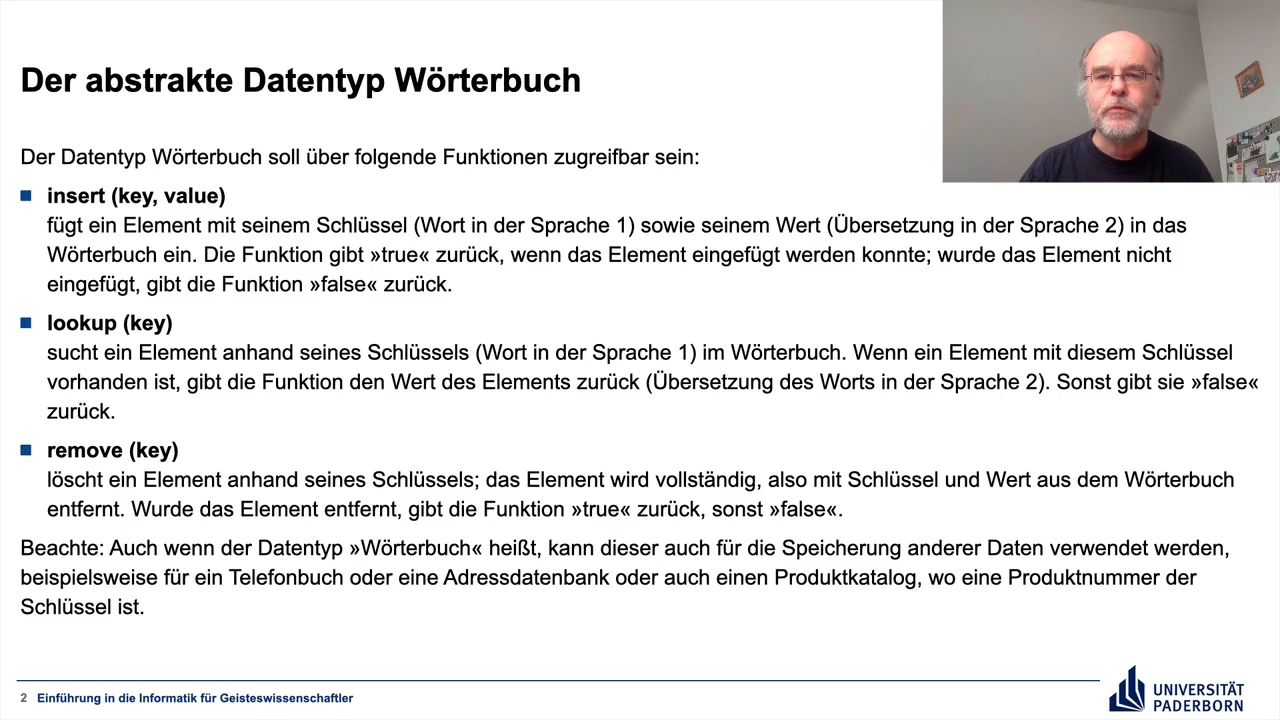 Der abstrakte Datentyp Wörterbuch
Der Datentyp Wörterbuch soll über folgende Funktionen zugreifbar sein:
insert (key, value)
fügt ein Element mit seinem Schlüssel (Wort in der Sprache 1) sowie seinem Wert (Übersetzung in der Sprache 2) in das
Wörterbuch ein. Die Funktion gibt »true« zurück, wenn das Element eingefügt werden konnte; wurde das Element nicht
eingefügt, gibt die Funktion »false« zurück.
lookup (key)
sucht ein Element anhand seines Schlüssels (Wort in der Sprache 1) im Wörterbuch. Wenn ein Element mit diesem Schlüssel
vorhanden ist, gibt die Funktion den Wert des Elements zurück (Übersetzung des Worts in der Sprache 2). Sonst gibt sie »false«
zurück.
remove (key)
löscht ein Element anhand seines Schlüssels; das Element wird vollständig, also mit Schlüssel und Wert aus dem Wörterbuch
entfernt. Wurde das Element entfernt, gibt die Funktion »true« zurück, sonst »false«.
Beachte: Auch wenn der Datentyp »Wörterbuch« heißt, kann dieser auch für die Speicherung anderer Daten verwendet werden,
beispielsweise für ein Telefonbuch oder eine Adressdatenbank oder auch einen Produktkatalog, wo eine Produktnummer der
Schlüssel ist.
2 Einführung in die Informatik für Geisteswissenschaftler
UNIVERSITÄT
PADERBORN